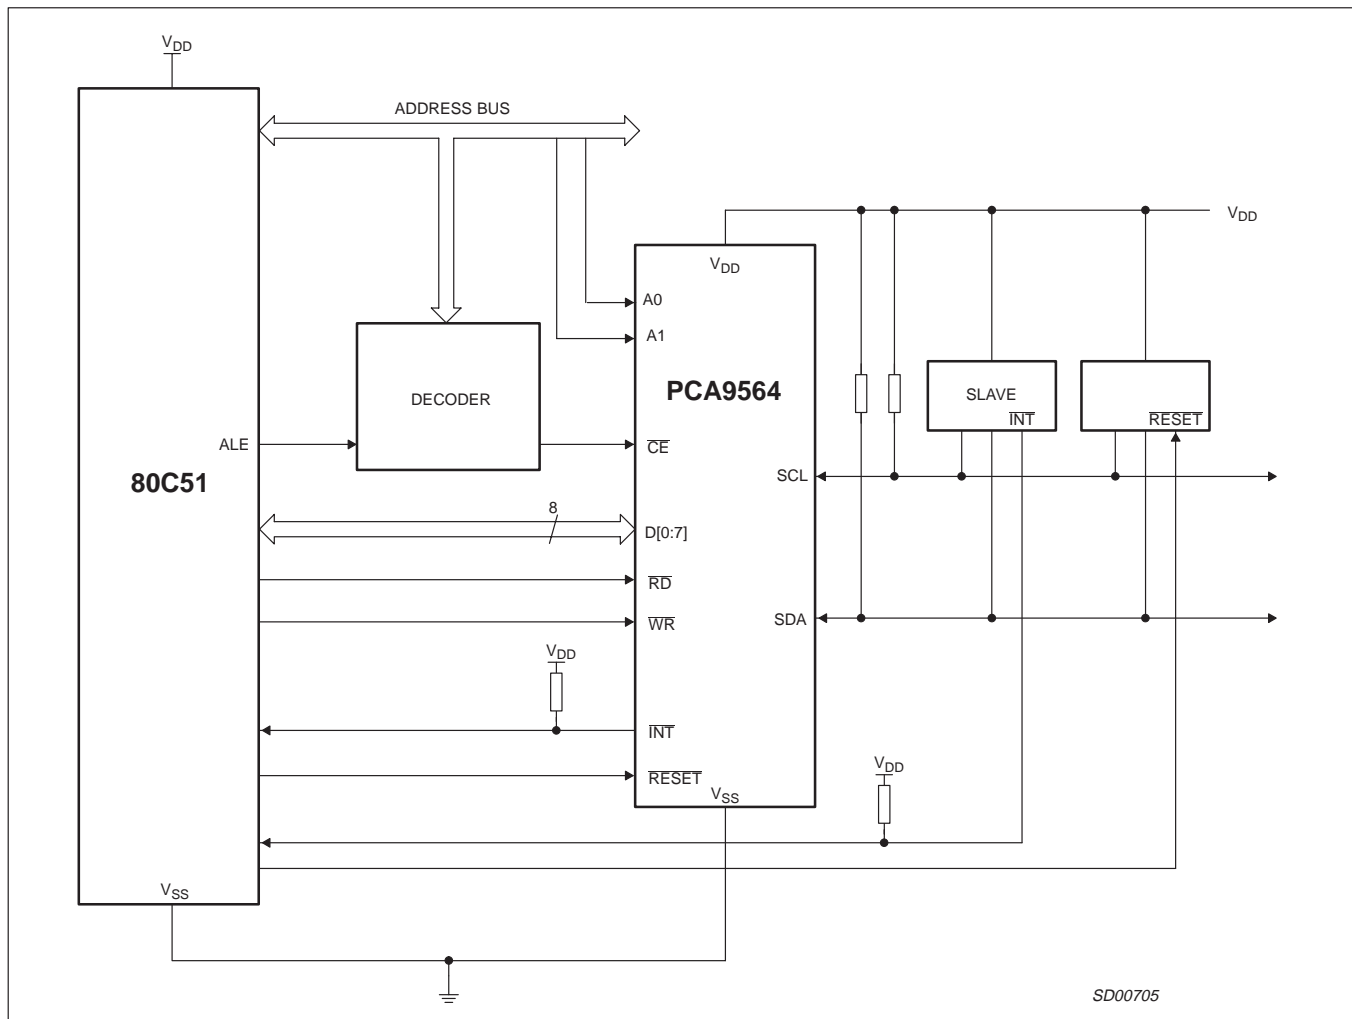 VDD
ADDRESS BUS
VDD
VDD
A0
A1
PCA9564
DECODER
SLAVE
INT
RESET
ALE
CE
SCL
80C51
8
D[0:7]
RD
SDA
WR
VDD
INT
VDD
RESET
VSS
VSS
SD00705